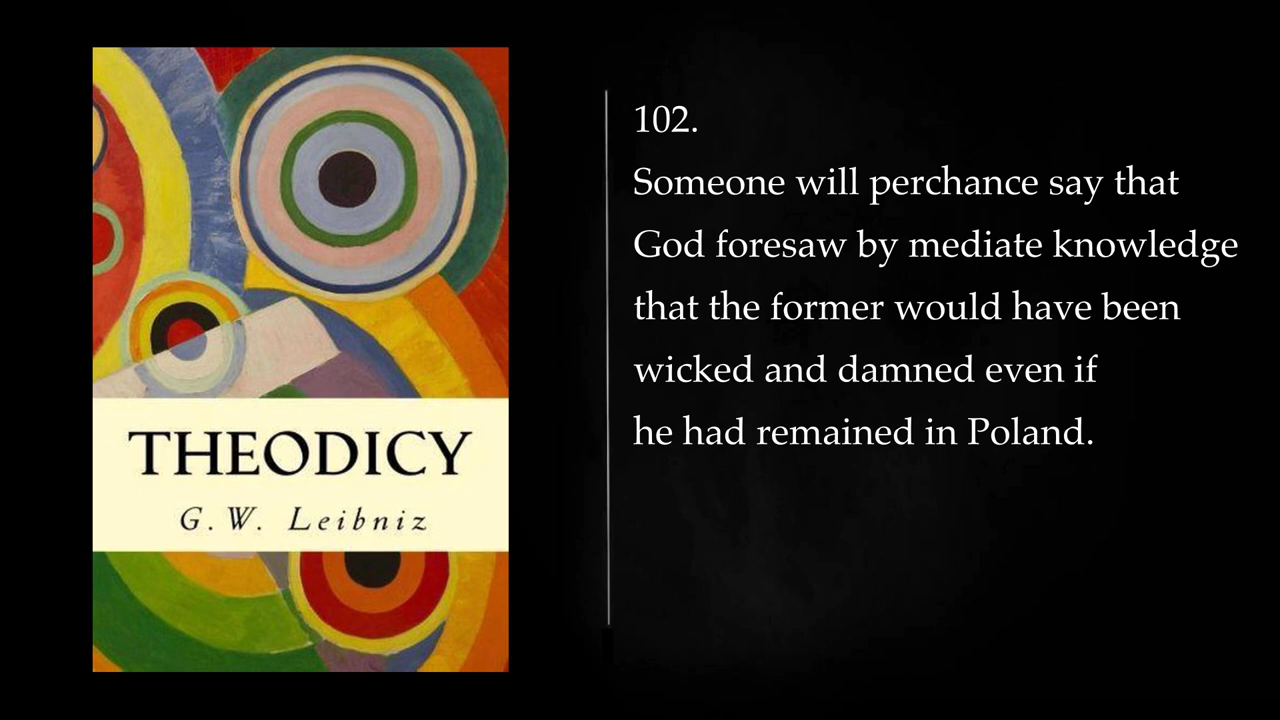 THEODICY
G. W. Leibniz
102.
Someone will perchance say that
God foresaw by mediate knowledge
that the former would have been
wicked and damned even if
he had remained in Poland.